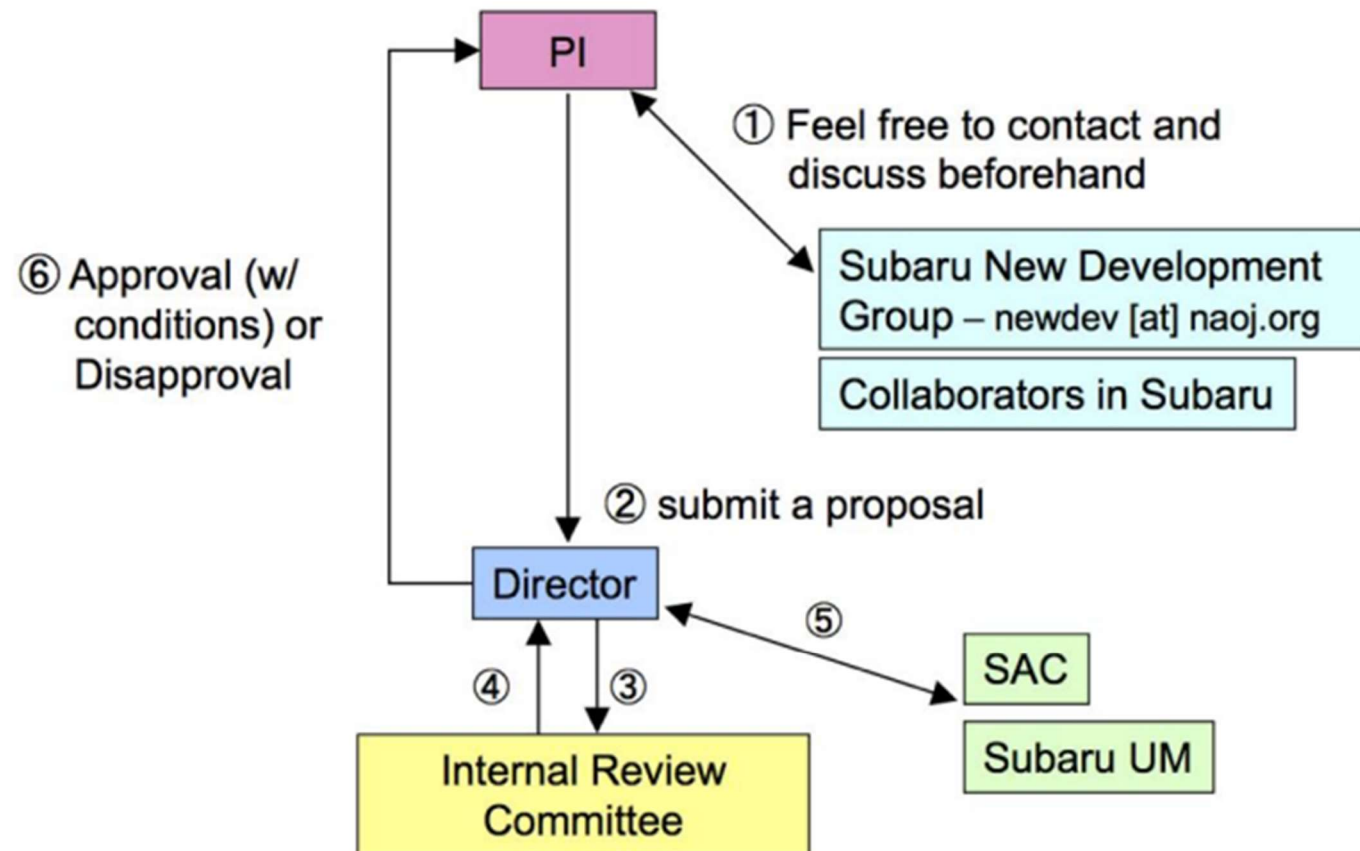 PI
① Feel free to contact and
discuss beforehand
Subaru New Development
Group – newdev [at] naoj.org
Collaborators in Subaru
⑥ Approval (w/
conditions) or
Disapproval
② submit a proposal
Director
⑤
④
③
SAC
Subaru UM
Internal Review
Committee